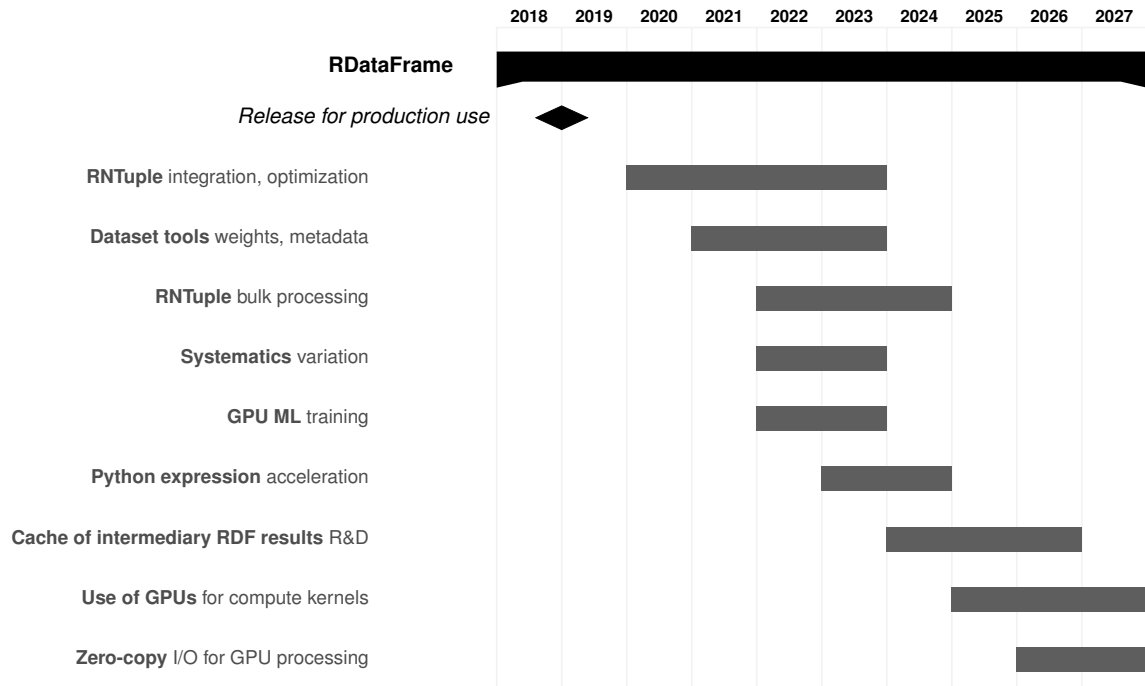 2018 2019 2020 2021 2022 2023 2024 2025 2026 2027
RDataFrame
Release for production use
RNTuple integration, optimization
Dataset tools weights, metadata
RNTuple bulk processing
Systematics variation
GPU ML training
Python expression acceleration
Cache of intermediary RDF results R&D
Use of GPUs for compute kernels
Zero-copy I/O for GPU processing